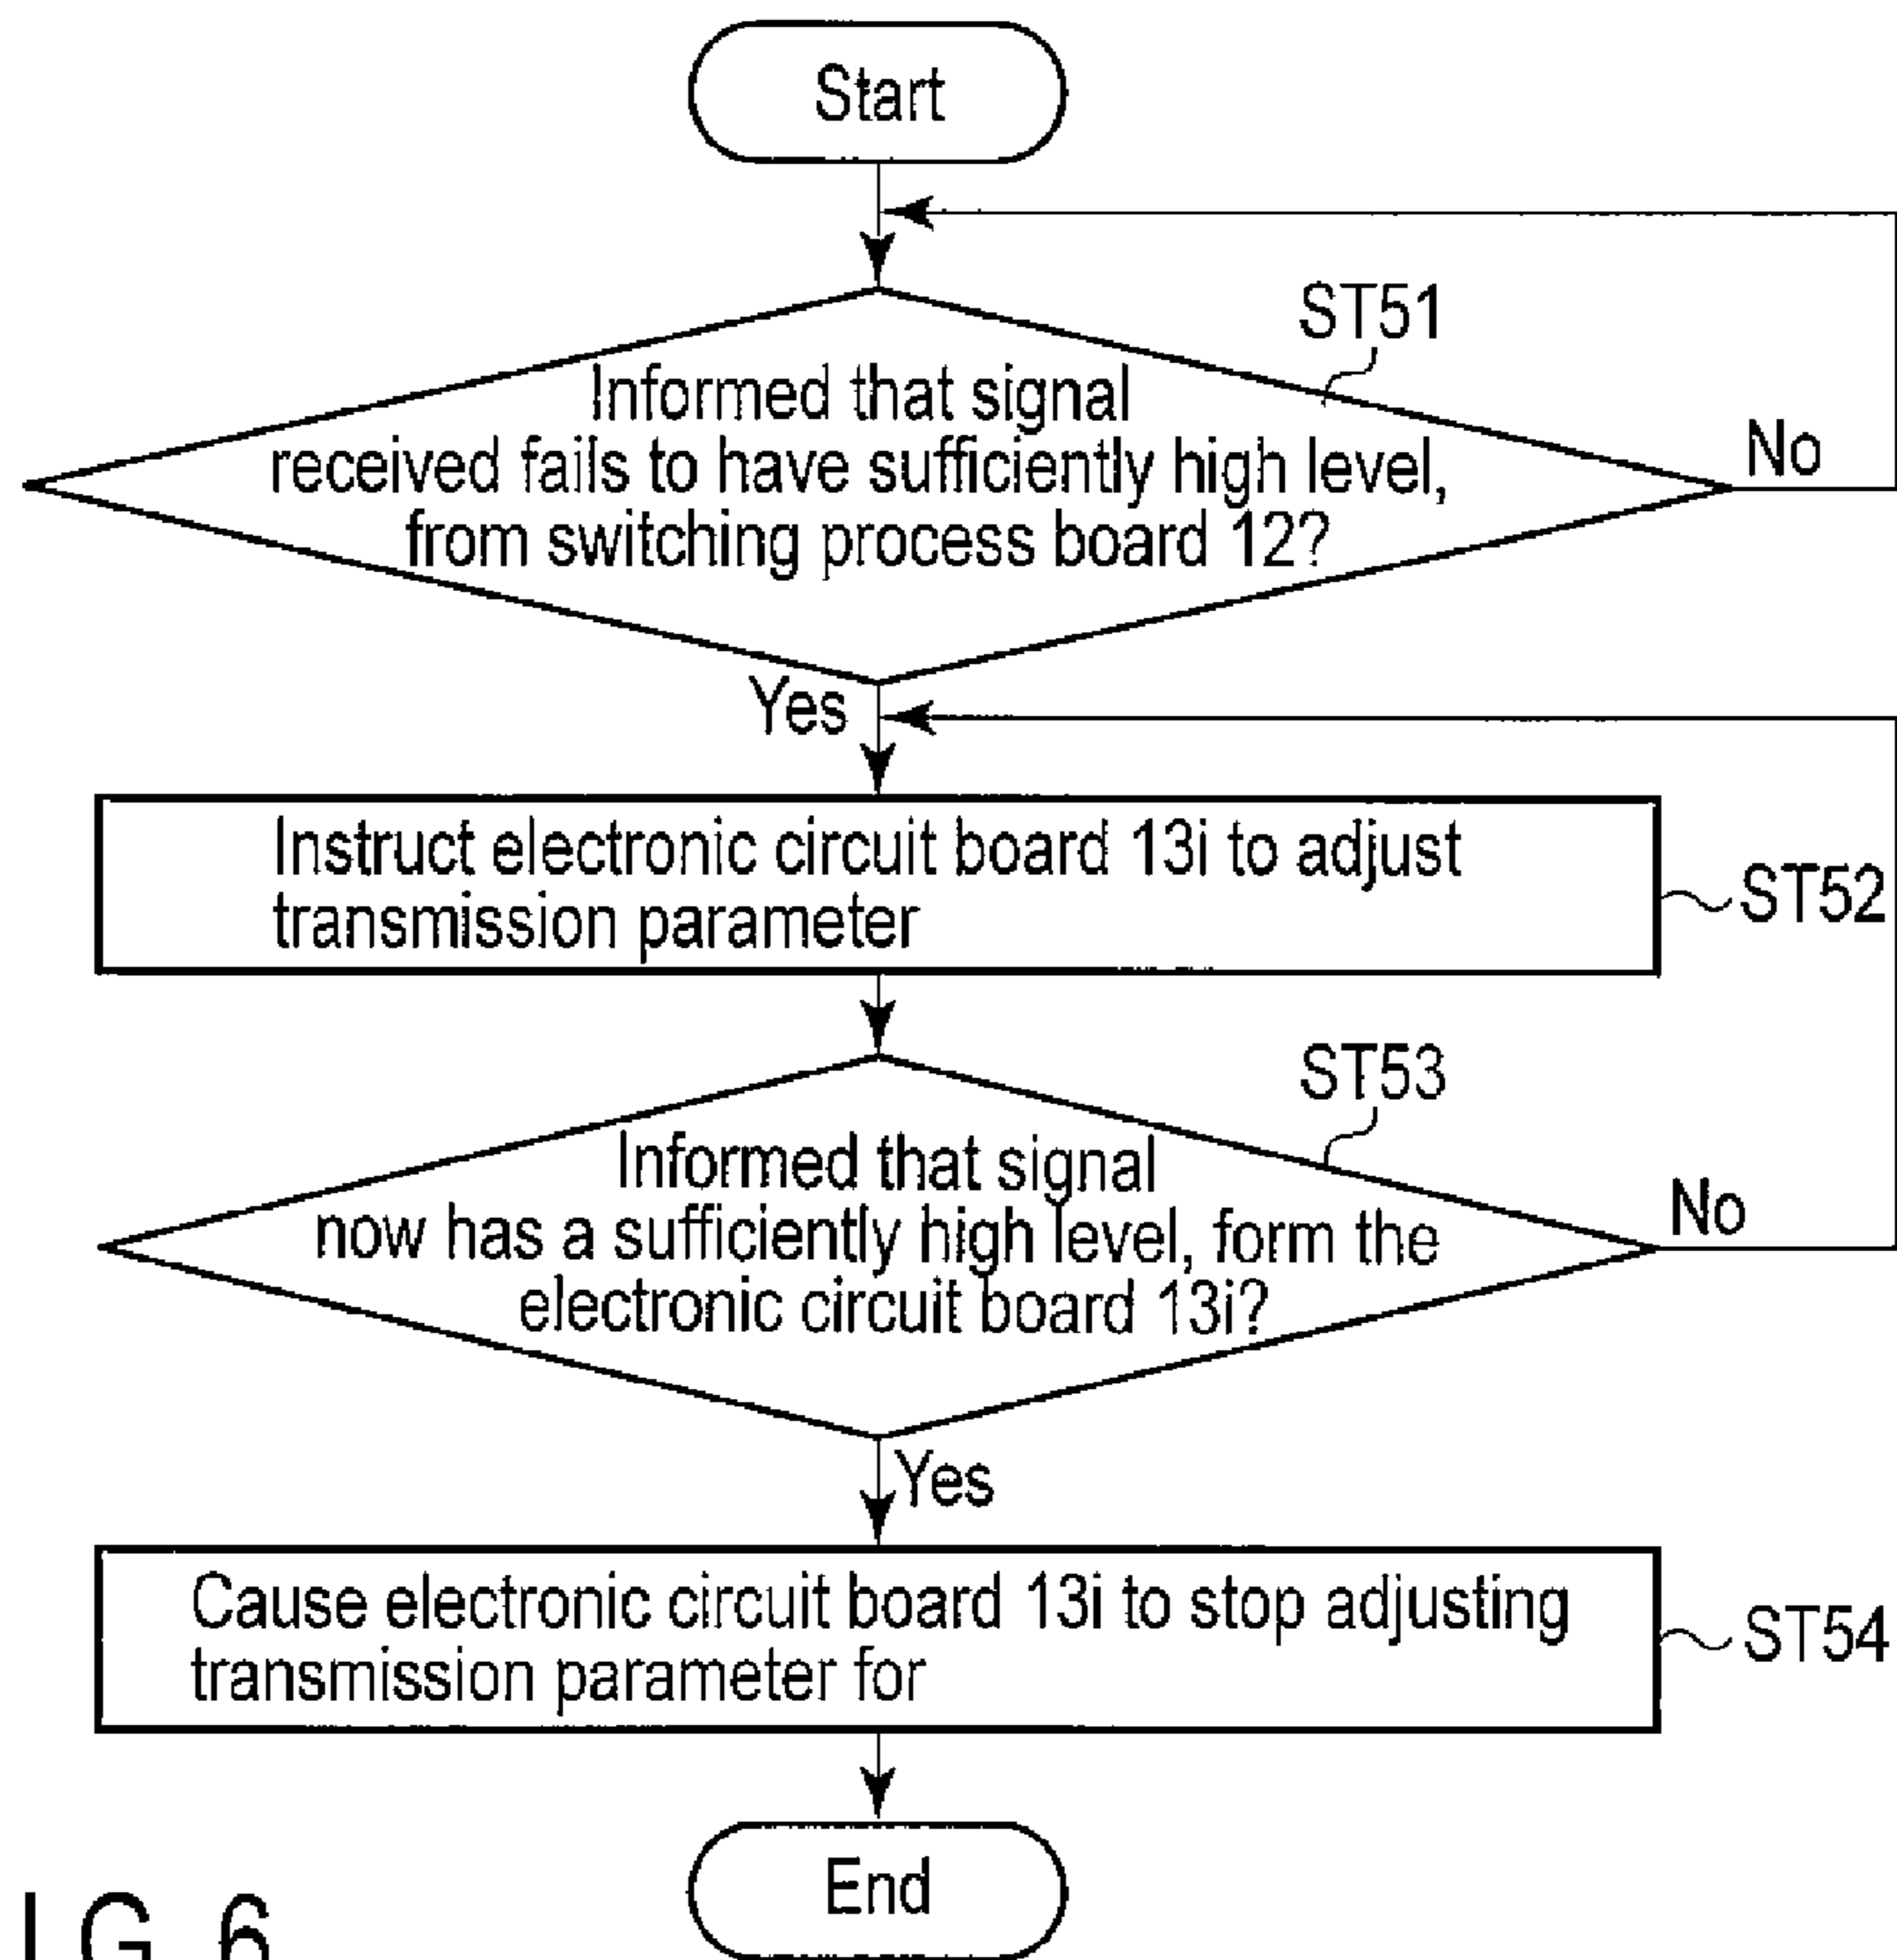 Start
ST51
Informed that signal
received fails to have sufficiently high level,
from switching process board 12?
No
Yes
Instruct electronic circuit board 13i to adjust
transmission parameter
ST52
ST53
Informed that signal
now has a sufficiently high level, form the
electronic circuit board 13i?
No
Yes
Cause electronic circuit board 13i to stop adjusting
transmission parameter for
ST54
End
IG. 6